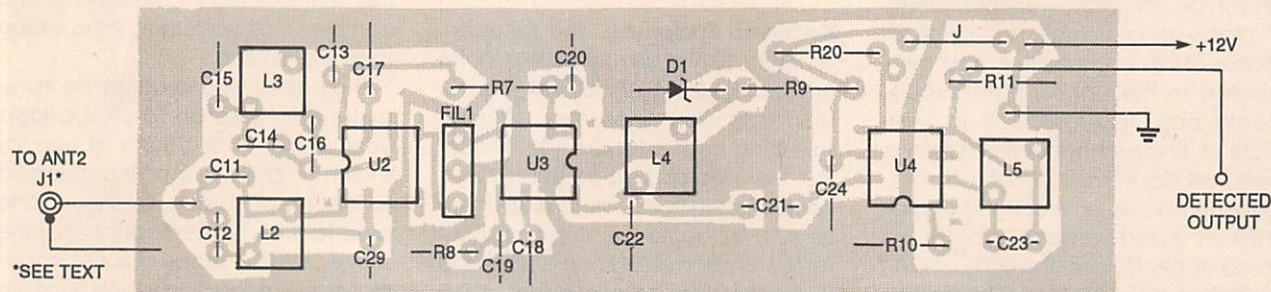 C15
L3
C13
C17
R7
C20
D1
R9
R20
J
+12V
R11
C14
C16
FIL1
U2
U3
L4
U4
L5
TO ANT2
J1*
C11
C12
L2
C29
R8
C19
C18
C22
C21
C24
R10
C23
DETECTED
OUTPUT
*SEE TEXT